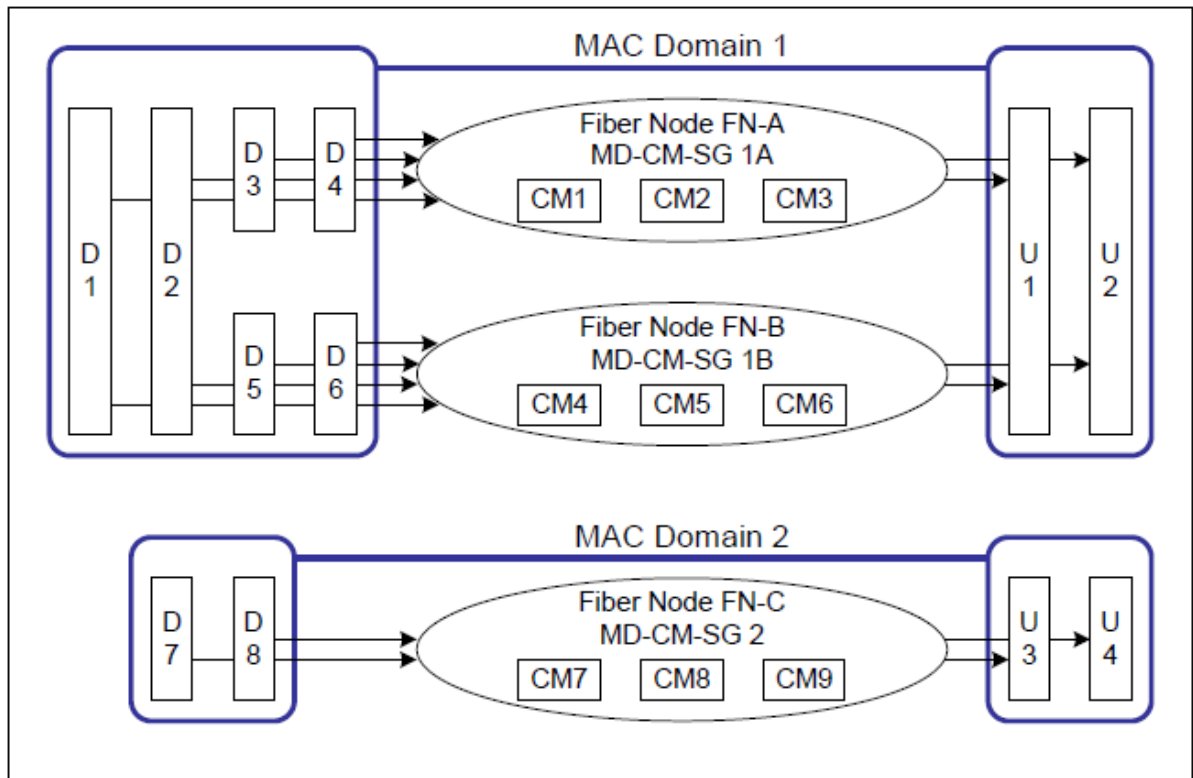 MAC Domain 1
D
1
D
2
D
3
D
4
Fiber Node FN-A
MD-CM-SG 1A
CM1 CM2 CM3
D
5
D
6
Fiber Node FN-B
MD-CM-SG 1B
CM4 CM5 CM6
U
1
U
2
MAC Domain 2
D
7
D
8
Fiber Node FN-C
MD-CM-SG 2
CM7 CM8 CM9
U
3
U
4